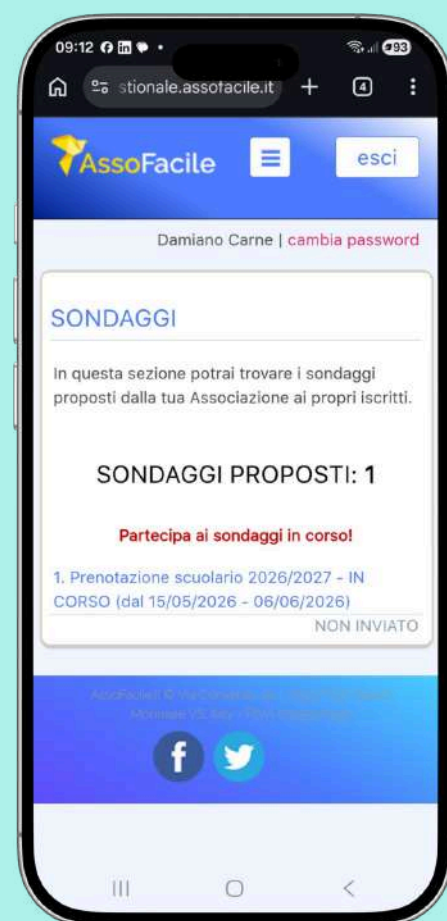 09:12
93
stionale.assofacile.it
4
AssoFacile
esci
Damiano Carne | cambia password
SONDAGGI
In questa sezione potrai trovare i sondaggi
proposti dalla tua Associazione ai propri iscritti.
SONDAGGI PROPOSTI: 1
Partecipa ai sondaggi in corso!
1. Prenotazione scuolario 2026/2027 - IN
CORSO (dal 15/05/2026 - 06/06/2026)
NON INVIATO